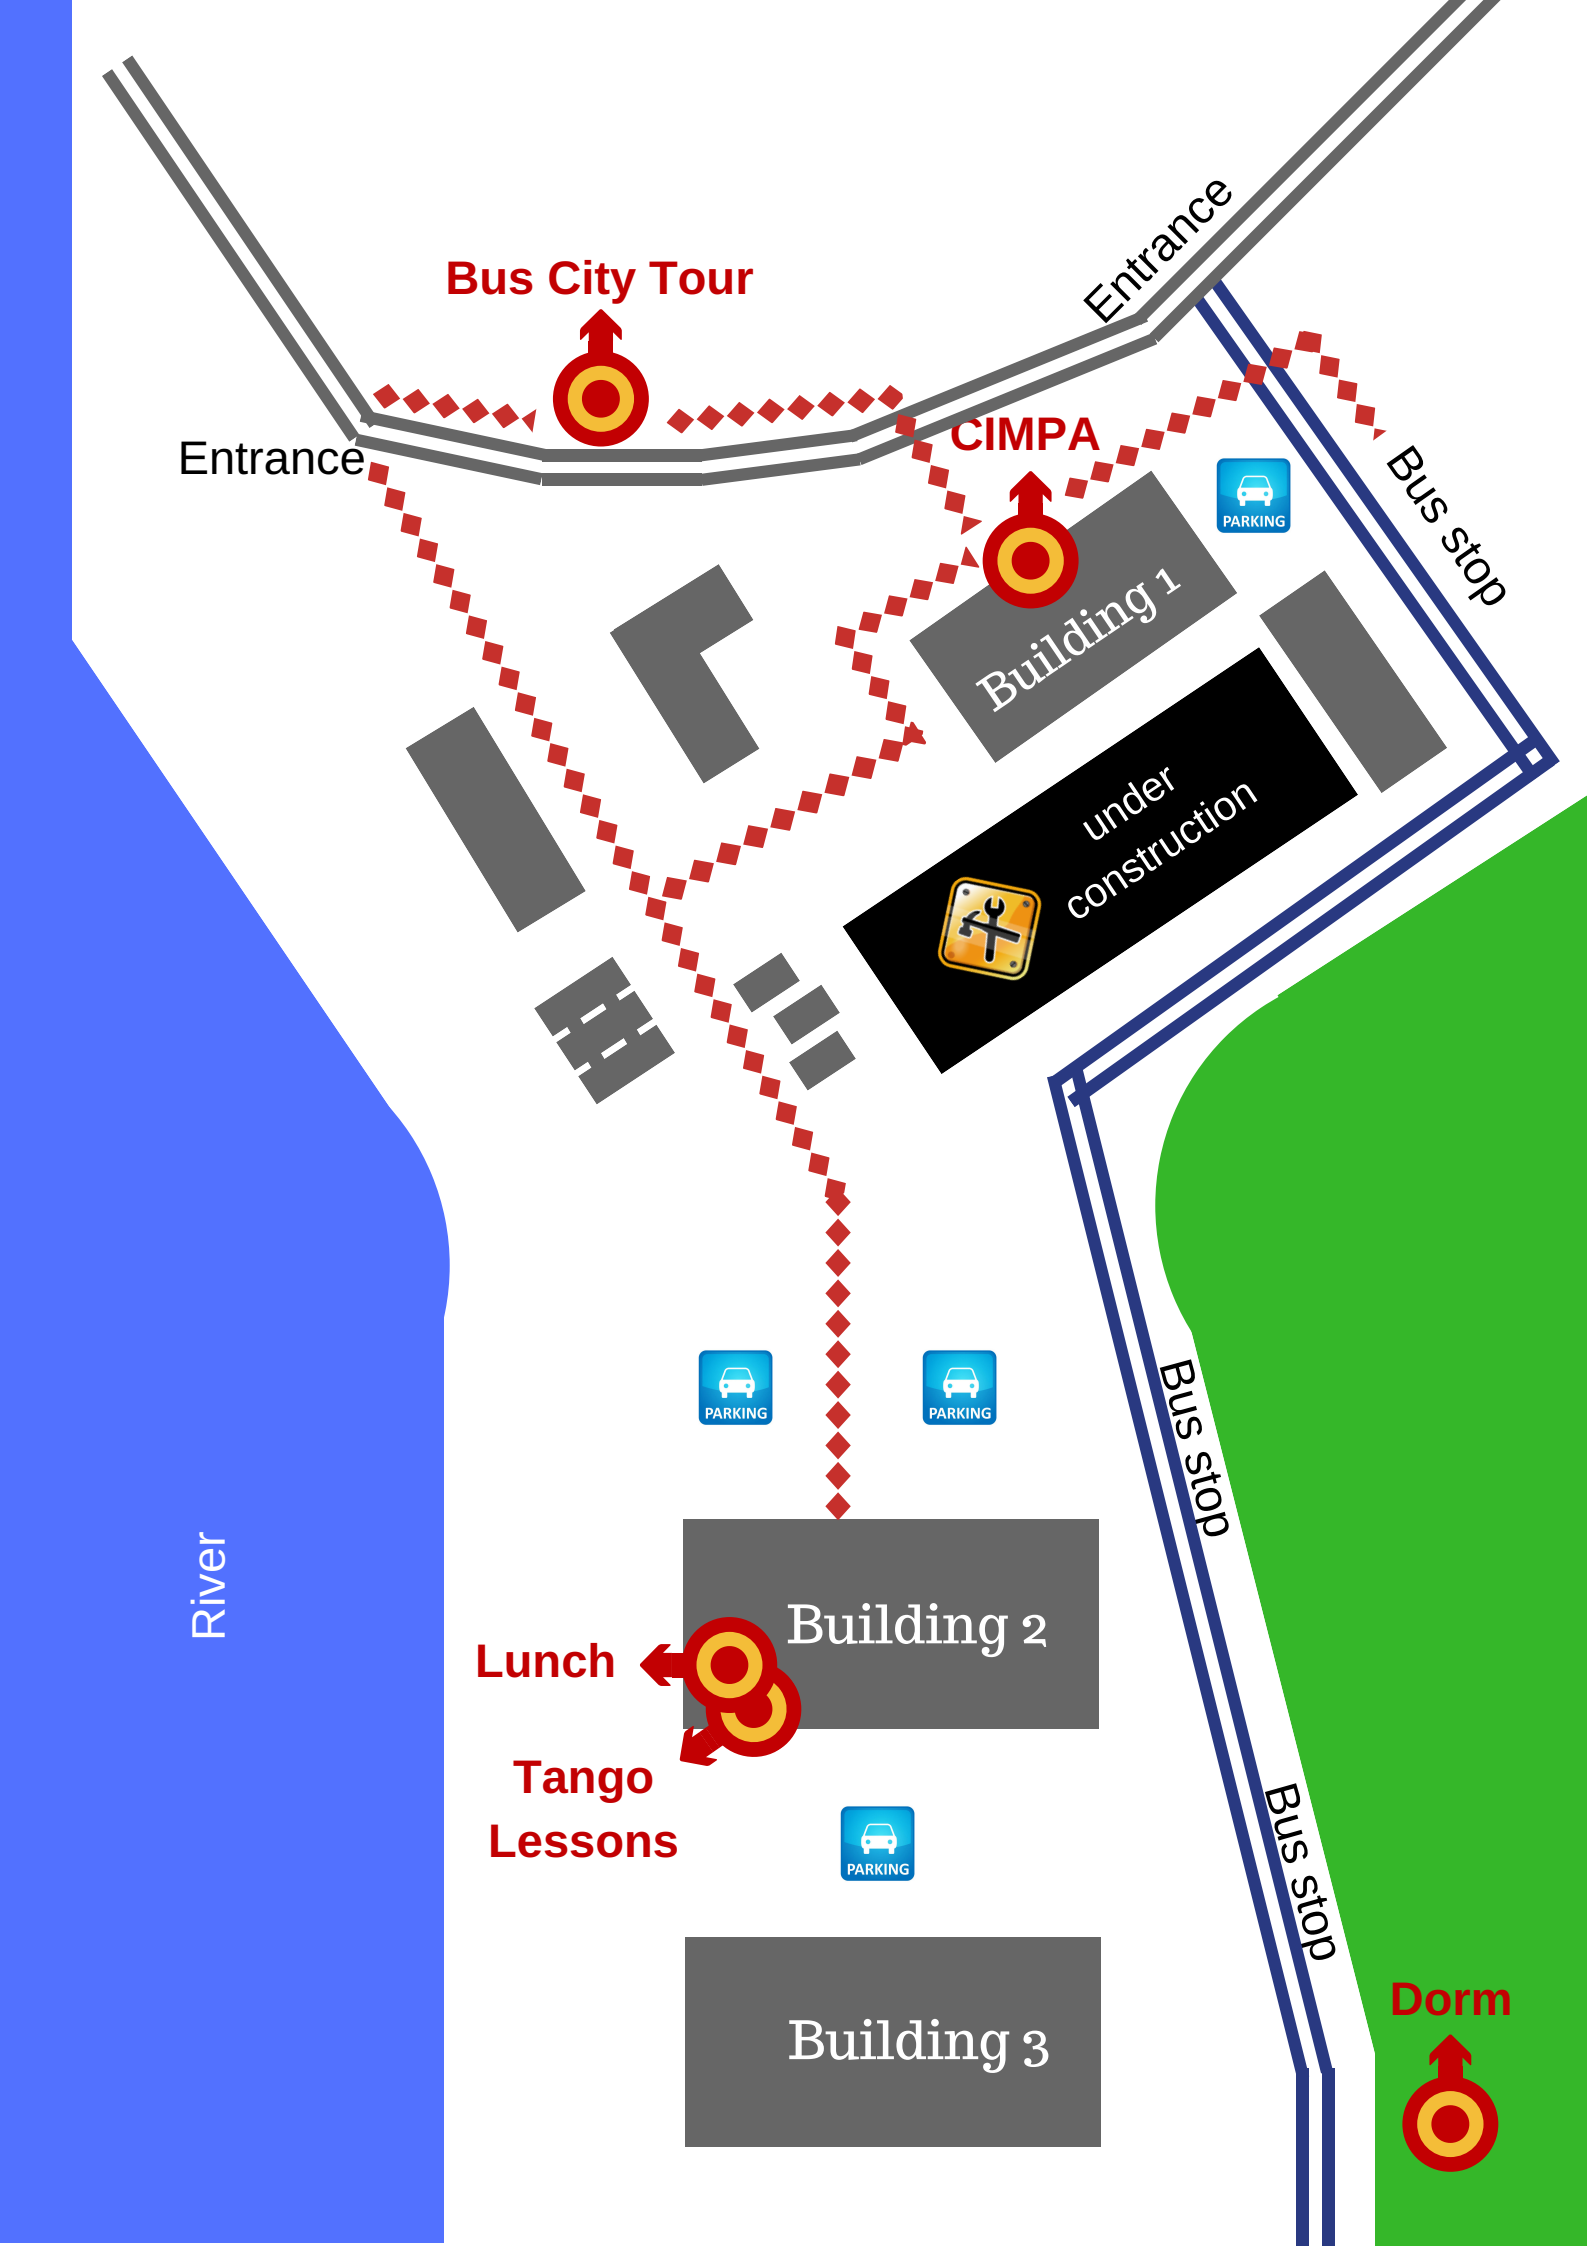 Entrance
Bus City Tour
Entrance
CIMPA
Bus stop
PARKING
Building 1
under
construction
PARKING
PARKING
Bus stop
River
Building 2
Lunch
Tango
Lessons
PARKING
Bus stop
Dorm
Building 3